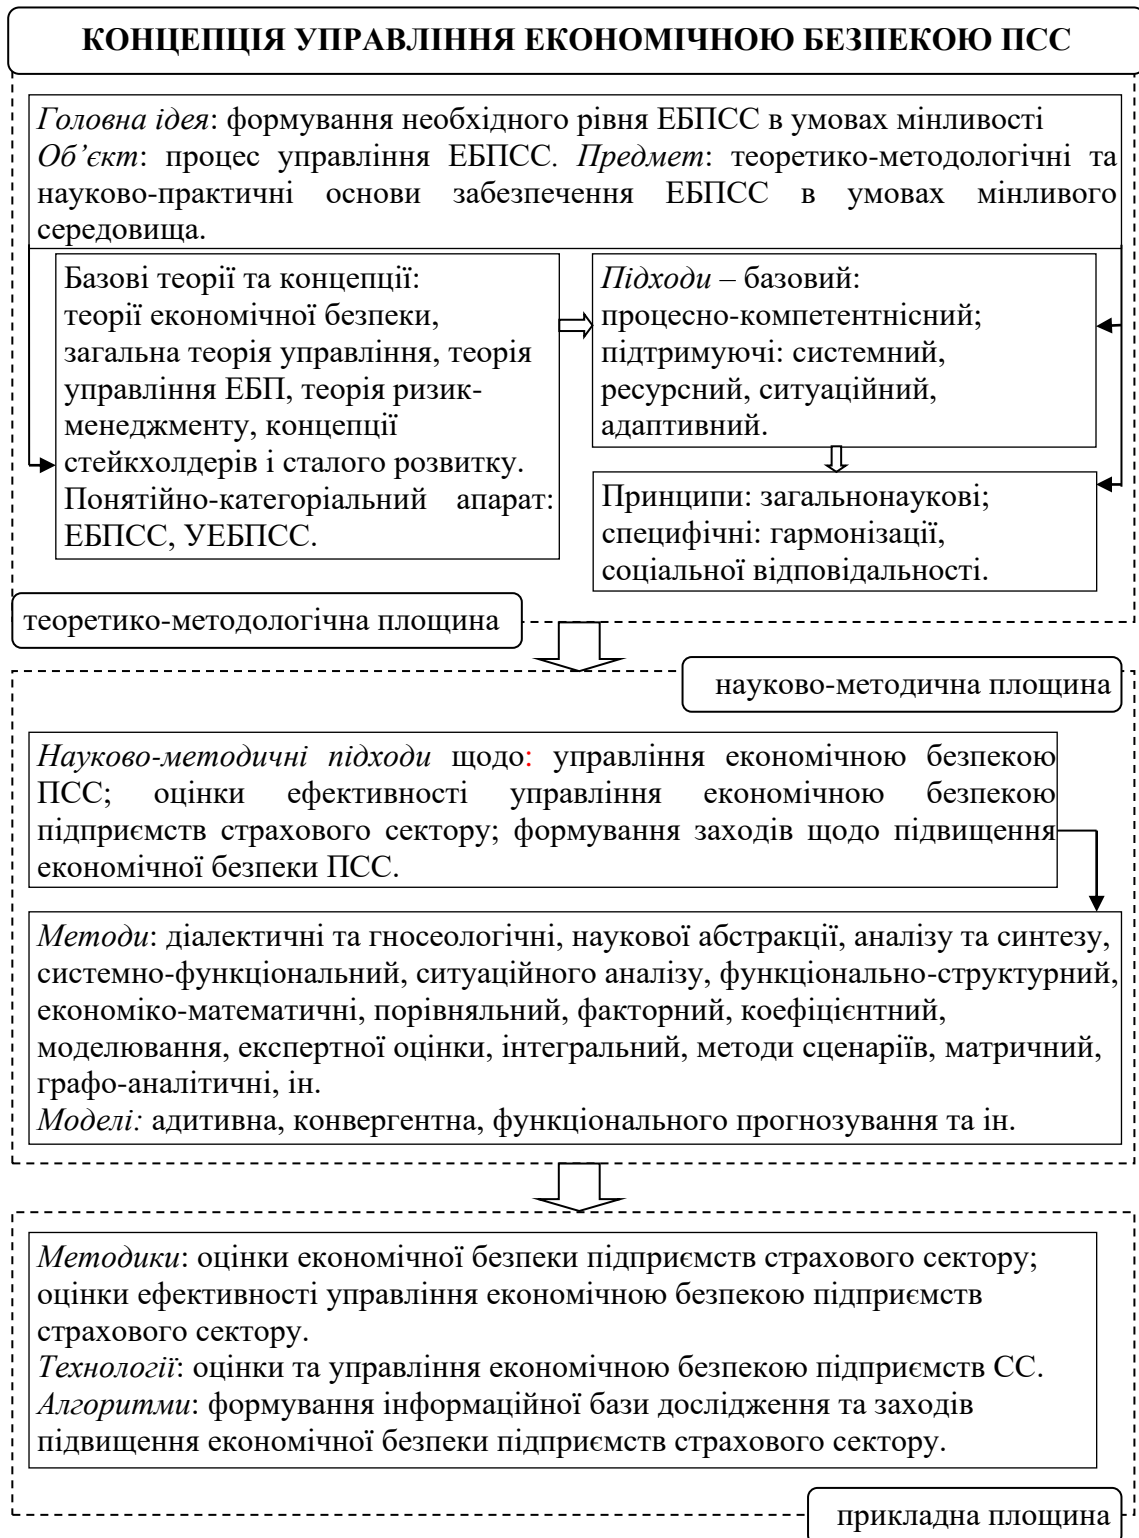 КОНЦЕПЦІЯ УПРАВЛІННЯ ЕКОНОМІЧНОЮ БЕЗПЕКОЮ ПСС
Головна ідея: формування необхідного рівня ЕБПСС в умовах мінливості
Об’єкт: процес управління ЕБПСС. Предмет: теоретико-методологічні та
науково-практичні основи забезпечення ЕБПСС в умовах мінливого
середовища.
Базові теорії та концепції:
теорії економічної безпеки,
загальна теорія управління, теорія
управління ЕБП, теорія ризик-
менеджменту, концепції
стейкхолдерів і сталого розвитку.
Понятійно-категоріальний апарат:
ЕБПСС, УЕБПСС.
Підходи – базовий:
процесно-компетентнісний;
підтримуючі: системний,
ресурсний, ситуаційний,
адаптивний.
Принципи: загальнонаукові;
специфічні: гармонізації,
соціальної відповідальності.
теоретико-методологічна площина
науково-методична площина
Науково-методичні підходи щодо: управління економічною безпекою
ПСС; оцінки ефективності управління економічною безпекою
підприємств страхового сектору; формування заходів щодо підвищення
економічної безпеки ПСС.
Методи: діалектичні та гносеологічні, наукової абстракції, аналізу та синтезу,
системно-функціональний, ситуаційного аналізу, функціонально-структурний,
економіко-математичні, порівняльний, факторний, коефіцієнтний,
моделювання, експертної оцінки, інтегральний, методи сценаріїв, матричний,
графо-аналітичні, ін.
Моделі: адитивна, конвергентна, функціонального прогнозування та ін.
Методики: оцінки економічної безпеки підприємств страхового сектору;
оцінки ефективності управління економічною безпекою підприємств
страхового сектору.
Технології: оцінки та управління економічною безпекою підприємств СС.
Алгоритми: формування інформаційної бази дослідження та заходів
підвищення економічної безпеки підприємств страхового сектору.
прикладна площина